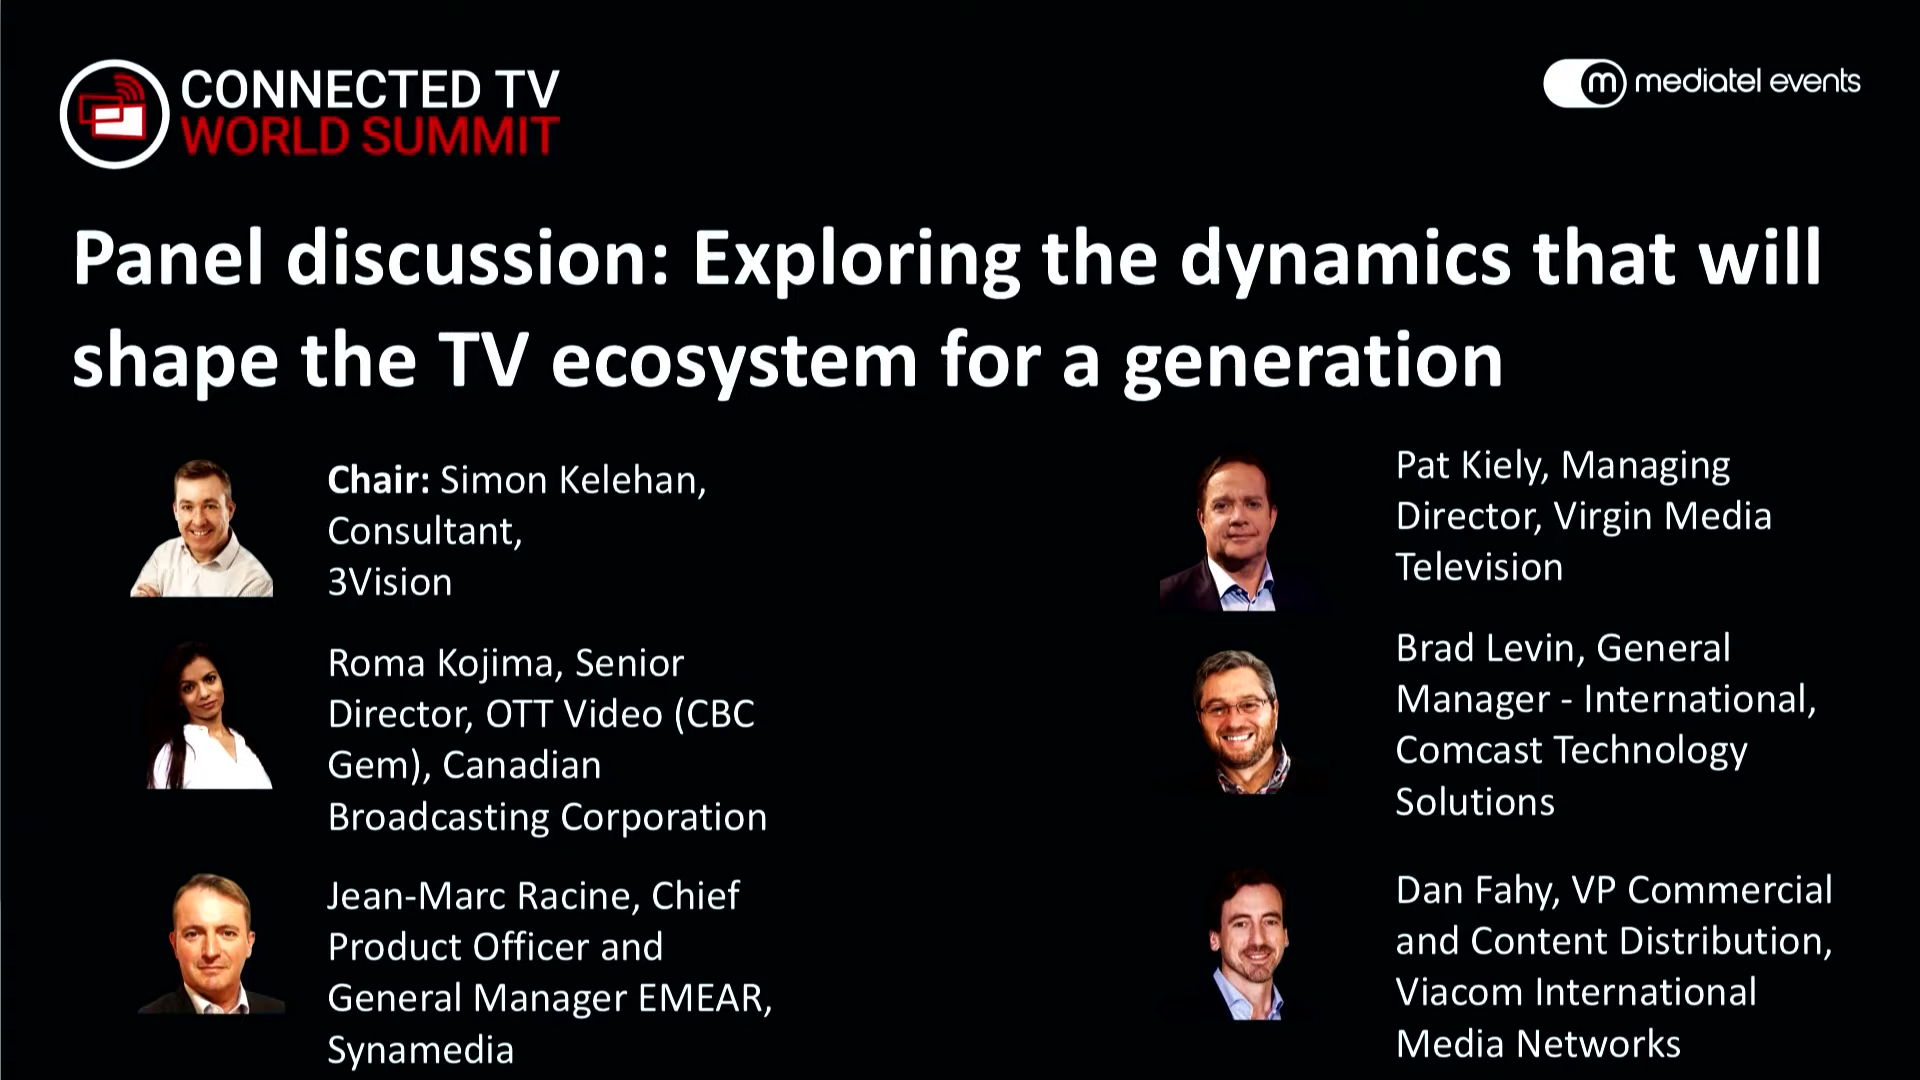 CONNECTED TV
WORLD SUMMIT
m mediatel events
Panel discussion: Exploring the dynamics that will
shape the TV ecosystem for a generation
Chair: Simon Kelehan,
Consultant,
3Vision
Roma Kojima, Senior
Director, OTT Video (CBC
Gem), Canadian
Broadcasting Corporation
Jean-Marc Racine, Chief
Product Officer and
General Manager EMEAR,
Synamedia
Pat Kiely, Managing
Director, Virgin Media
Television
Brad Levin, General
Manager - International,
Comcast Technology
Solutions
Dan Fahy, VP Commercial
and Content Distribution,
Viacom International
Media Networks